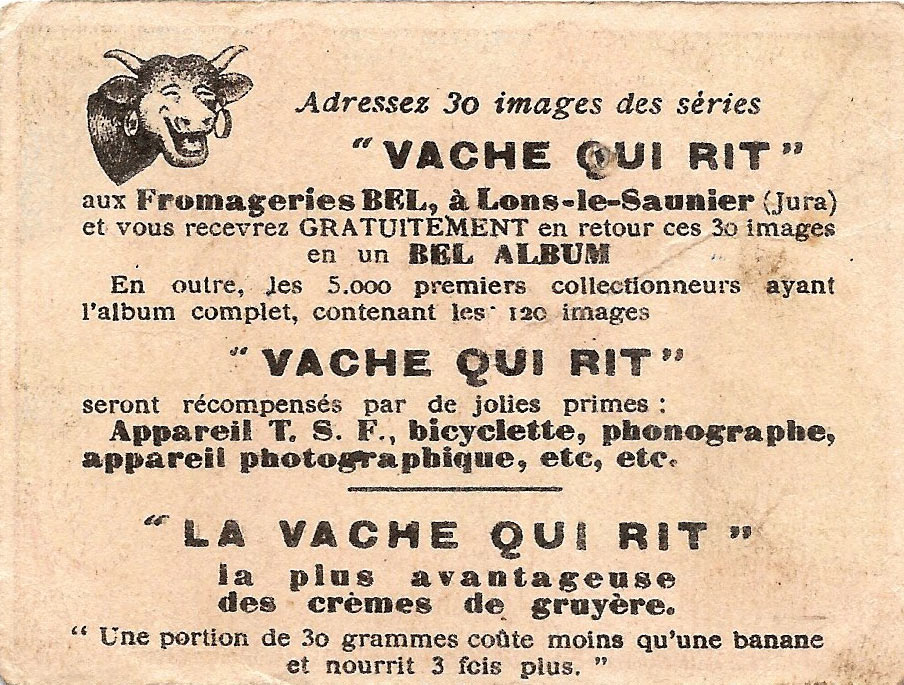 Adressez 30 images des séries
“ VACHE QUI RIT ”
aux Fromageries BEL, à Lons-le-Saunier (Jura)
et vous recevrez GRATUITEMENT en retour ces 30 images
en un BEL ALBUM
En outre, les 5.000 premiers collectionneurs ayant
l'album complet, contenant les 120 images
“ VACHE QUI RIT ”
seront récompensés par de jolies primes :
Appareil T. S. F., bicyclette, phonographe,
appareil photographique, etc, etc.
“ LA VACHE QUI RIT ”
la plus avantageuse
des crèmes de gruyère.
“ Une portion de 30 grammes coûte moins qu'une banane
et nourrit 3 fois plus. ”